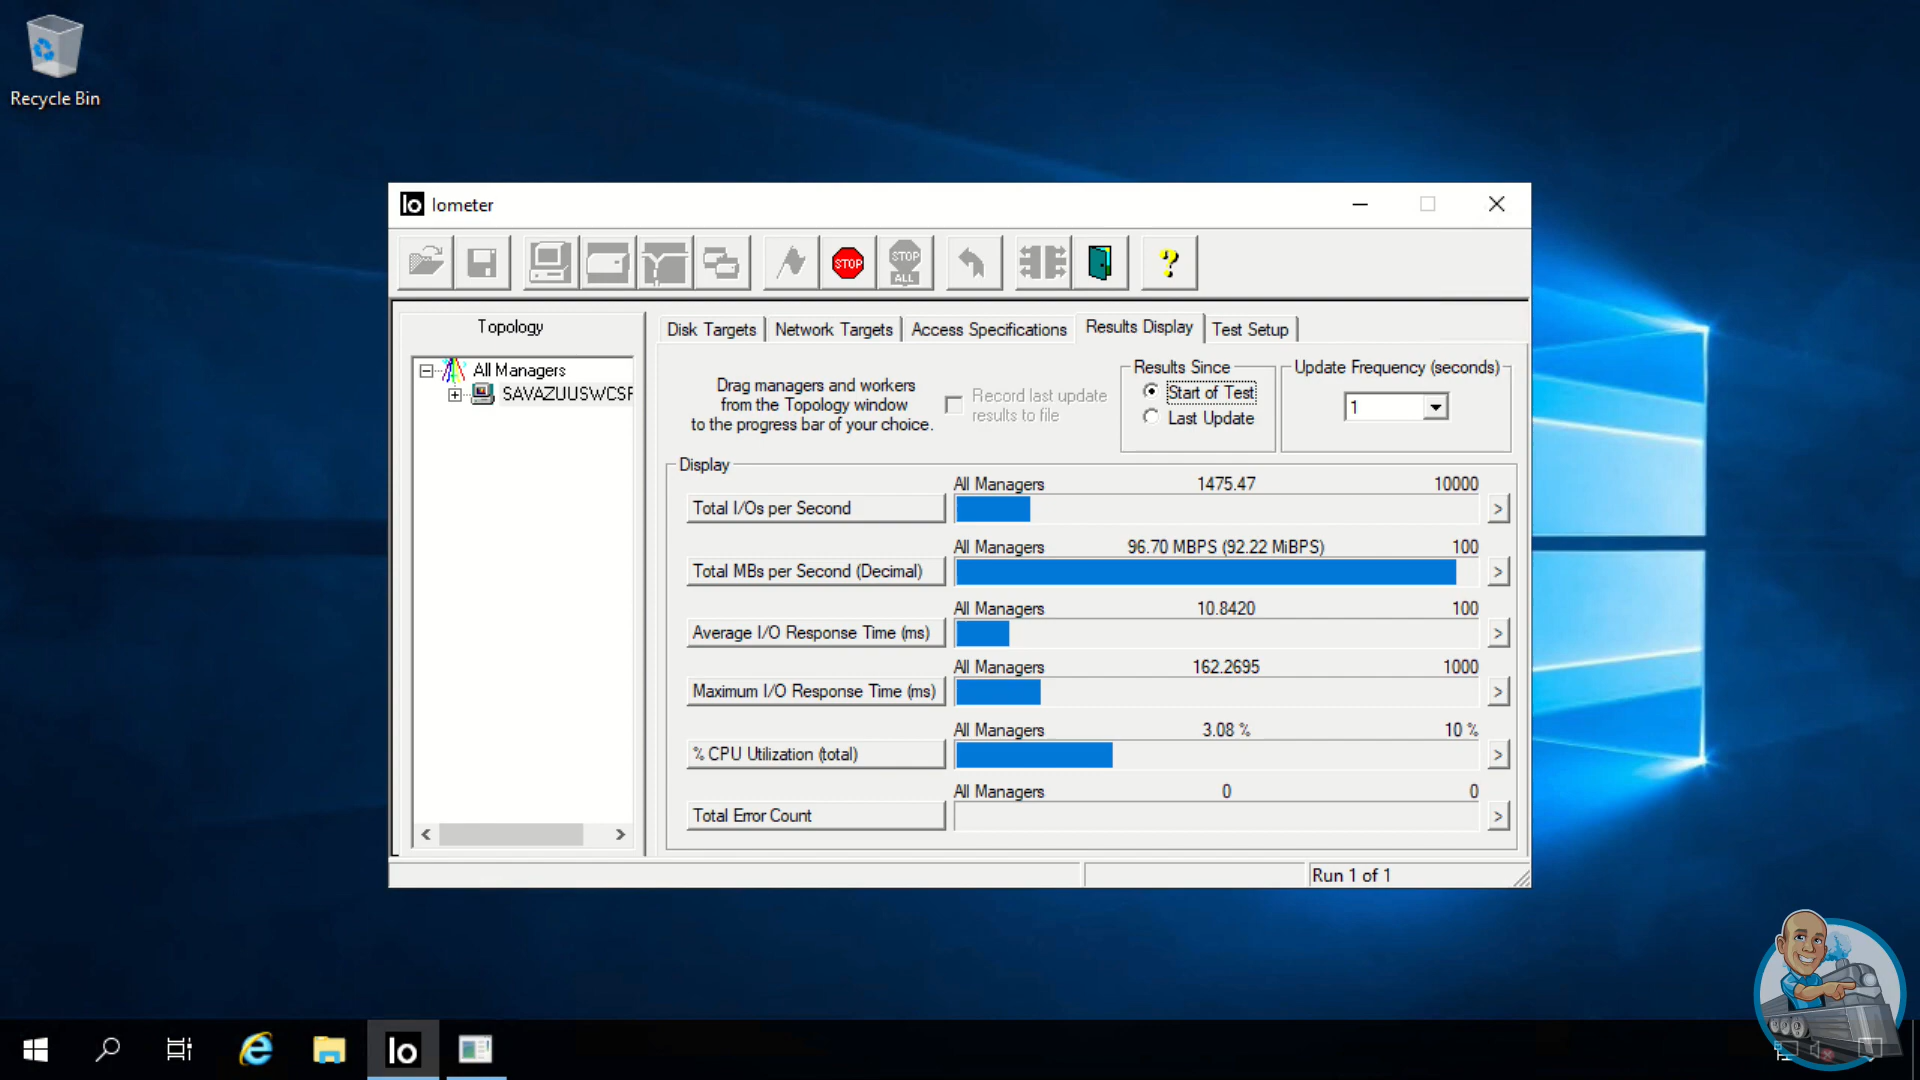 Recycle Bin
Io Iometer
STOP
STOP
ALL
?
Topology
All Managers
SAVAZUUSWCSF
Disk Targets
Network Targets
Access Specifications
Results Display
Test Setup
Drag managers and workers
from the Topology window
to the progress bar of your choice.
Record last update
results to file
Results Since
Start of Test
Last Update
Update Frequency (seconds)
1
Display
All Managers 1475.47 10000
Total I/Os per Second >
All Managers 96.70 MBPS (92.22 MiBPS) 100
Total MBs per Second (Decimal) >
All Managers 10.8420 100
Average I/O Response Time (ms) >
All Managers 162.2695 1000
Maximum I/O Response Time (ms) >
All Managers 3.08 % 10 %
% CPU Utilization (total) >
All Managers 0 0
Total Error Count >
Run 1 of 1
Io